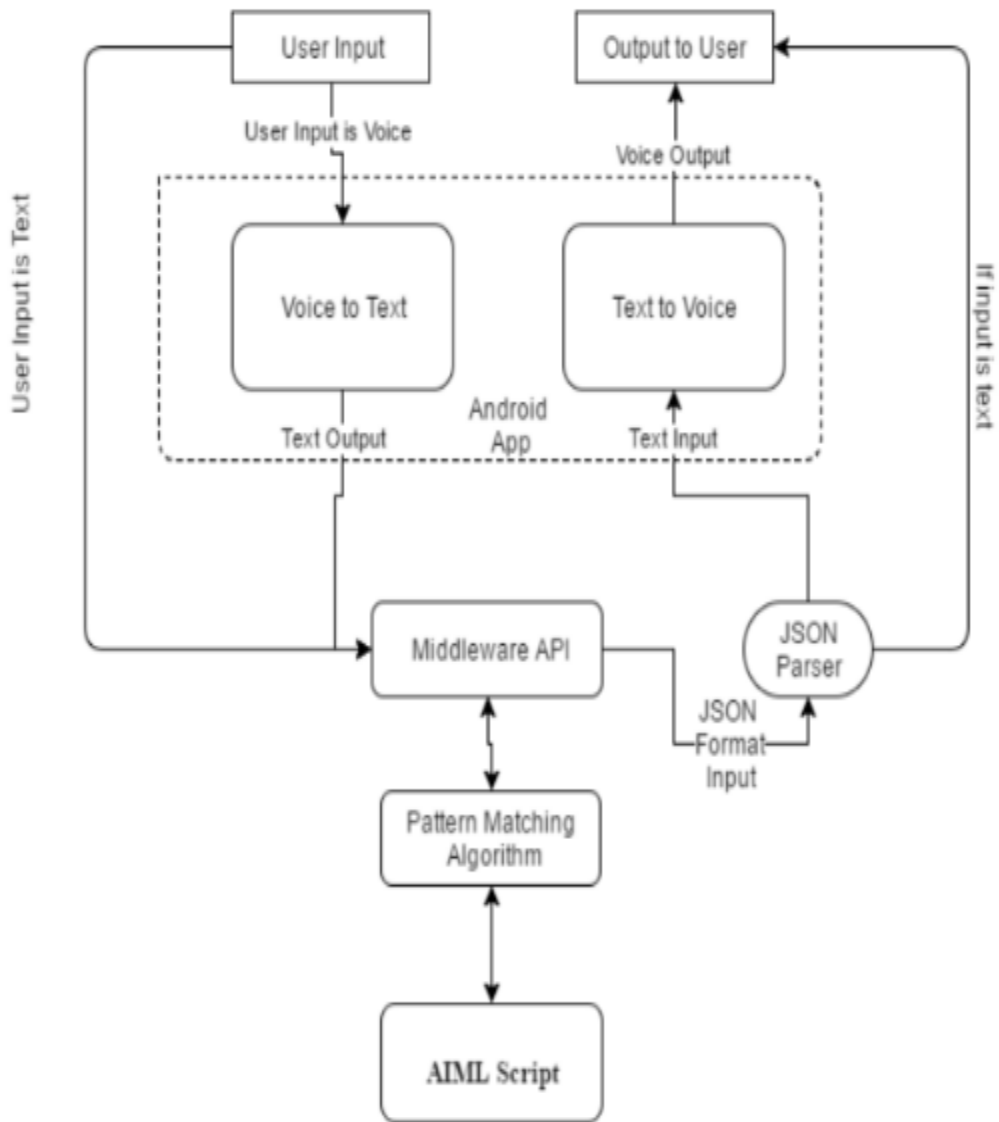 User Input
Output to User
User Input is Voice
Voice Output
User Input is Text
If input is text
Voice to Text
Text to Voice
Android
App
Text Output
Text Input
Middleware API
JSON
Parser
JSON
Format
Input
Pattern Matching
Algorithm
AIML Script